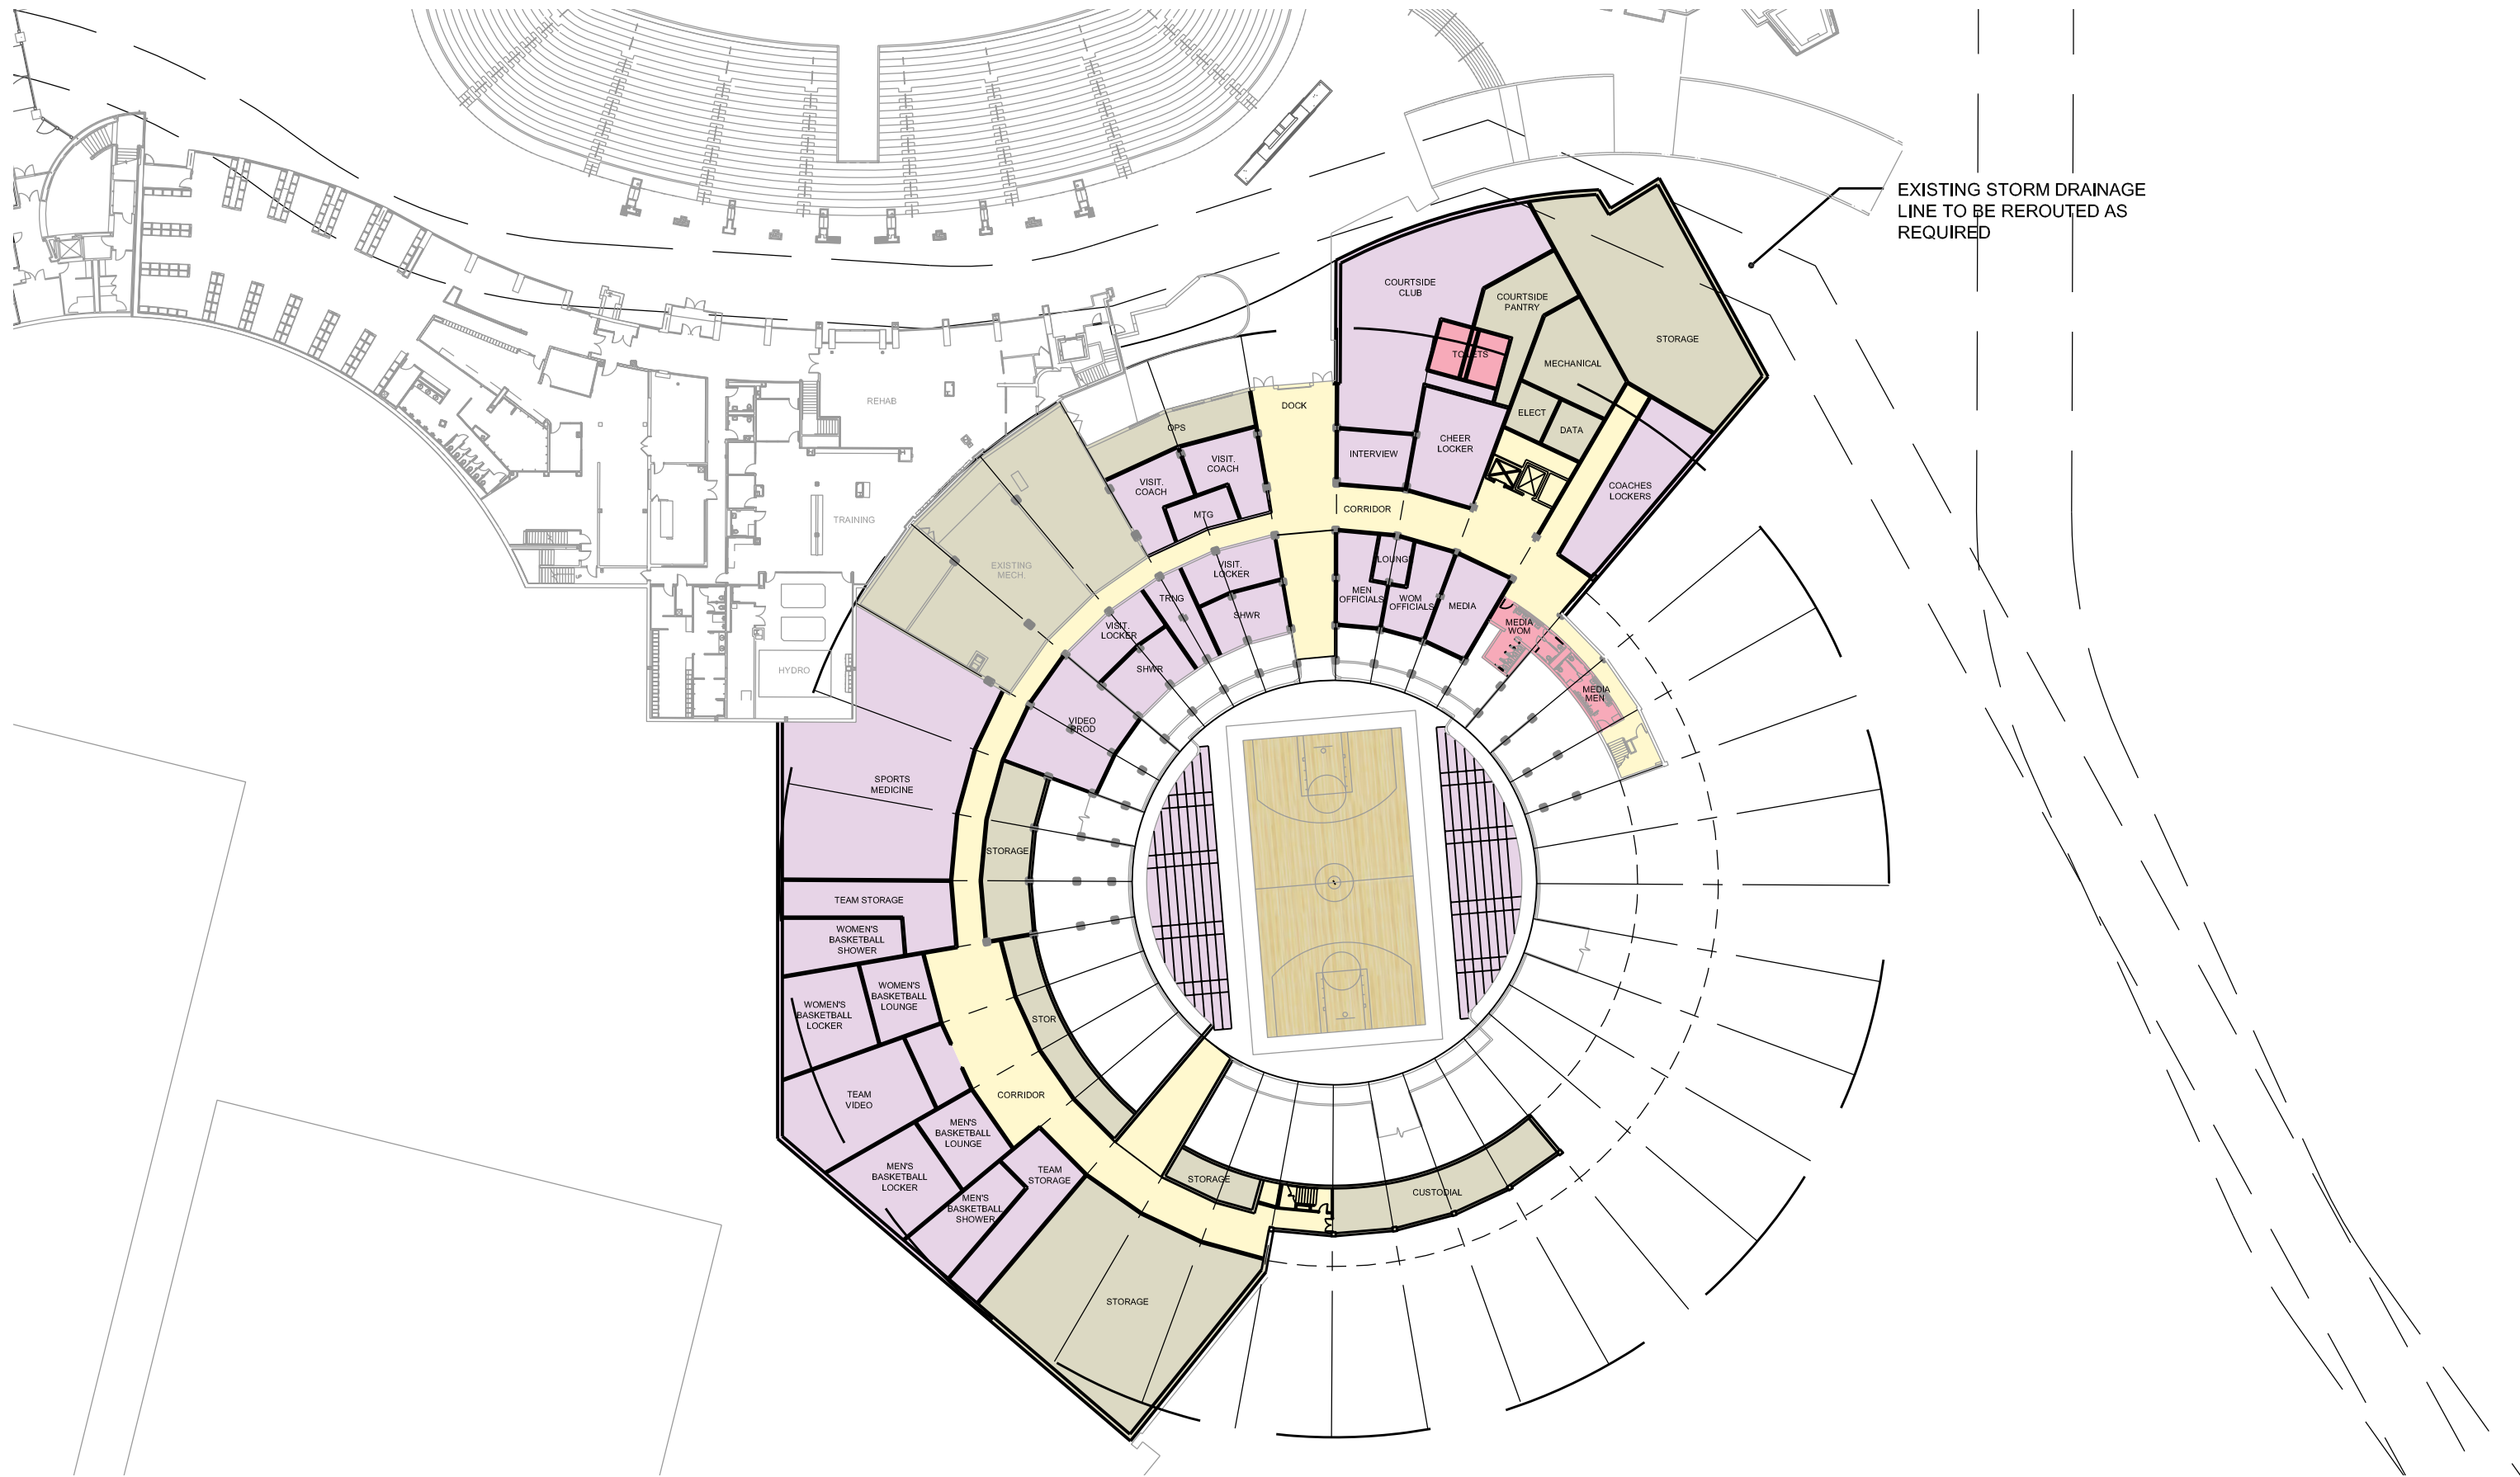 EXISTING STORM DRAINAGE
LINE TO BE REROUTED AS
REQUIRED
COURTSIDE
CLUB
COURTSIDE
PANTRY
STORAGE
TOILETS
MECHANICAL
ELECT
DATA
CHEER
LOCKER
INTERVIEW
COACHES
LOCKERS
DOCK
OPS
VISIT.
COACH
VISIT.
COACH
MTG
CORRIDOR
REHAB
TRAINING
HYDRO
UP
EXISTING
MECH.
VISIT.
LOCKER
SHWR
TRNG
VISIT.
LOCKER
SHWR
LOUNGE
MEN
OFFICIALS
WOM
OFFICIALS
MEDIA
MEDIA
WOM
MEDIA
MEN
VIDEO
PROD
SPORTS
MEDICINE
STORAGE
TEAM STORAGE
WOMEN'S
BASKETBALL
SHOWER
WOMEN'S
BASKETBALL
LOUNGE
WOMEN'S
BASKETBALL
LOCKER
STOR
TEAM
VIDEO
CORRIDOR
MEN'S
BASKETBALL
LOUNGE
MEN'S
BASKETBALL
LOCKER
TEAM
STORAGE
MEN'S
BASKETBALL
SHOWER
STORAGE
CUSTODIAL
STORAGE